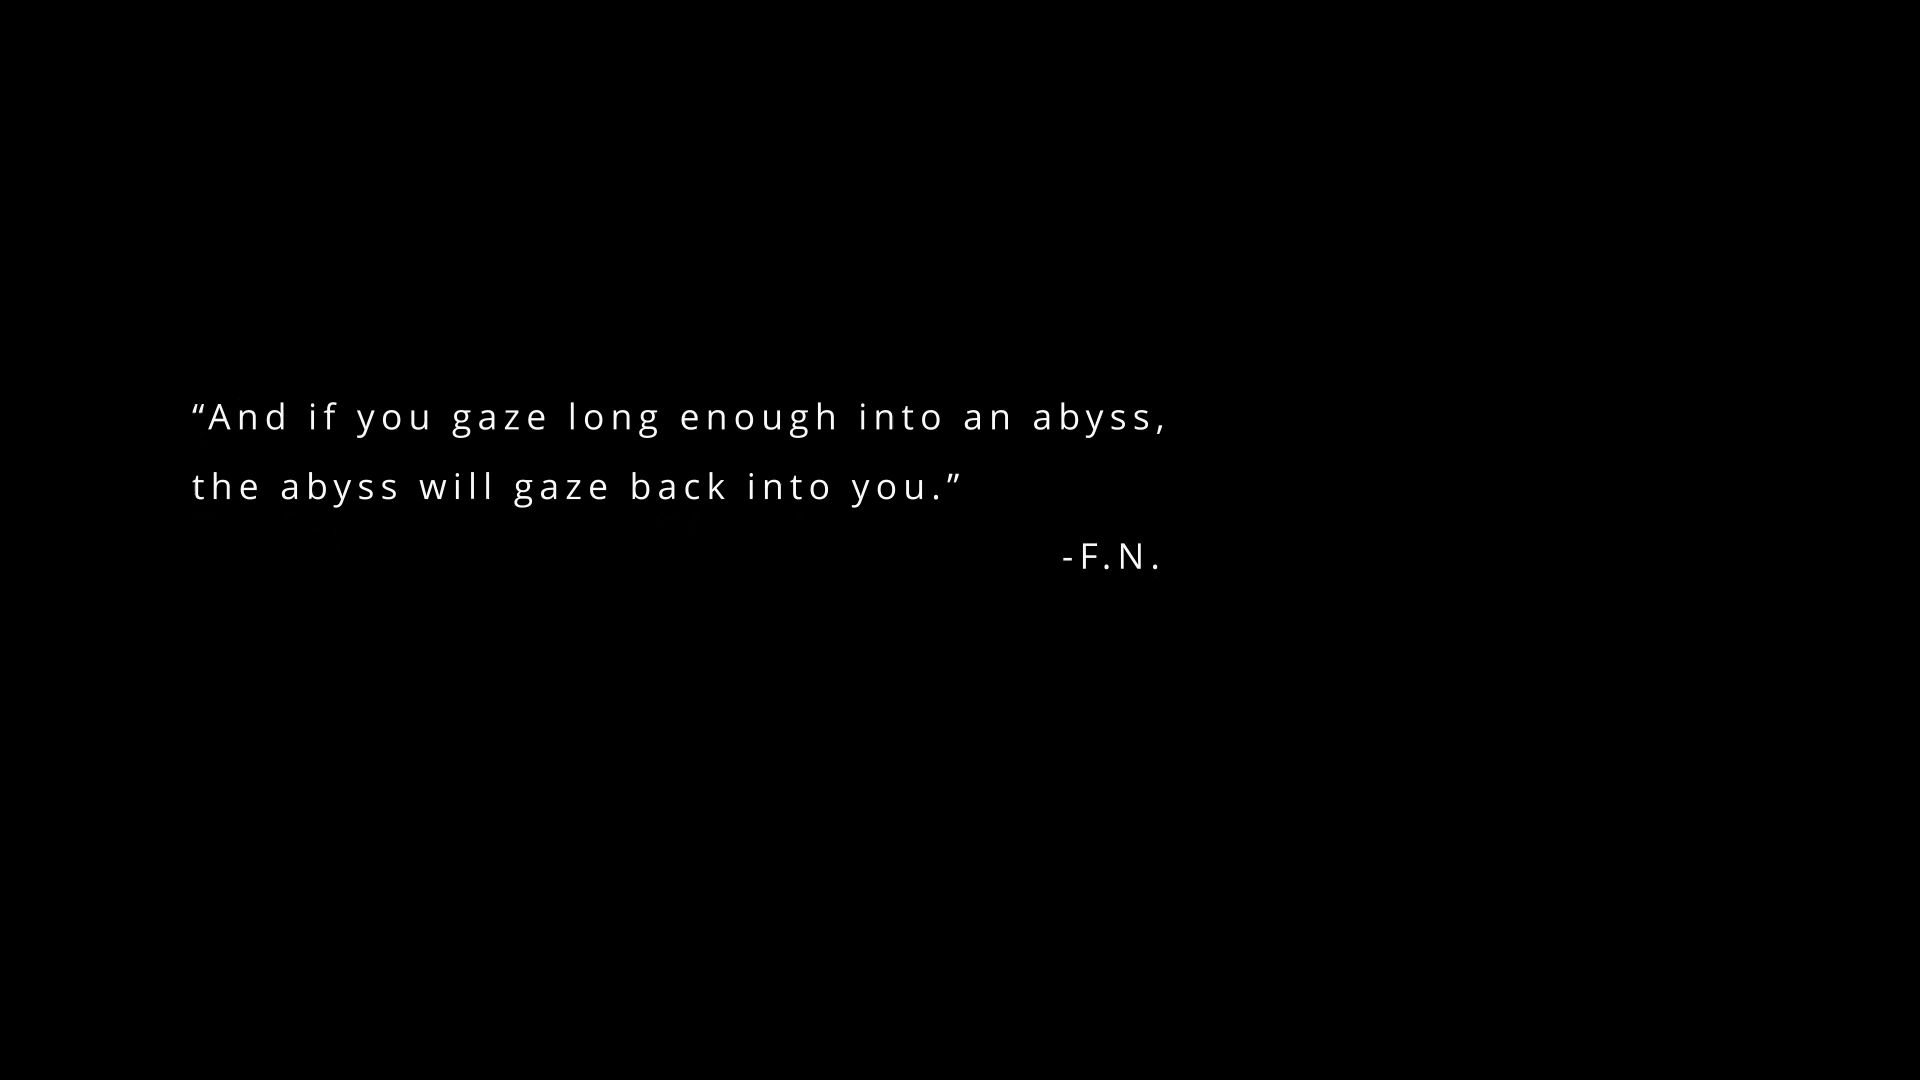 “And if you gaze long enough into an abyss,
the abyss will gaze back into you.”
-F.N.